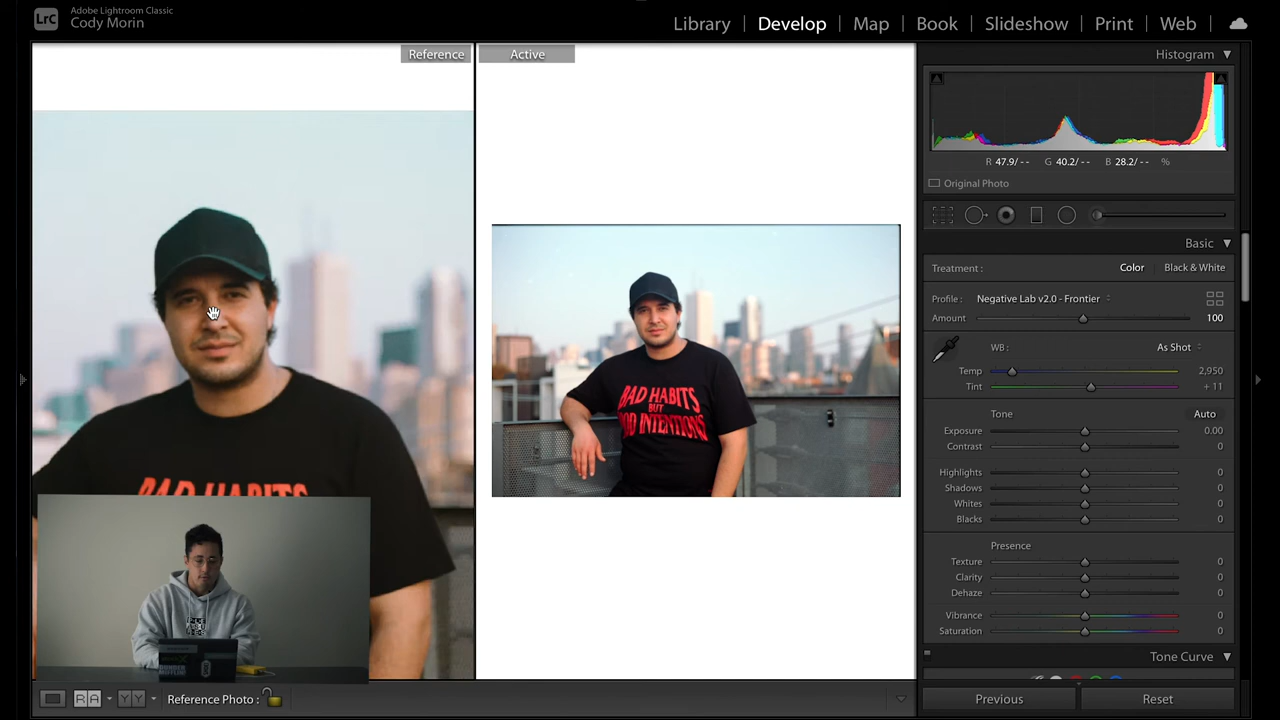 LrC
Adobe Lightroom Classic
Cody Morin
Library
Develop
Map
Book
Slideshow
Print
Web
Reference
Active
Histogram
R 47.9/-- G 40.2/-- B 28.2/-- %
Original Photo
Basic
Treatment : Color Black & White
Profile : Negative Lab v2.0 - Frontier
Amount 100
WB : As Shot
Temp 2,950
Tint + 11
Tone Auto
Exposure 0.00
Contrast 0
Highlights 0
Shadows 0
Whites 0
Blacks 0
Presence
Texture 0
Clarity 0
Dehaze 0
Vibrance 0
Saturation 0
Tone Curve
BAD HABITS
BAD HABITS
BUT
OOD INTENTIONS
R A
Y Y
Reference Photo :
Previous
Reset